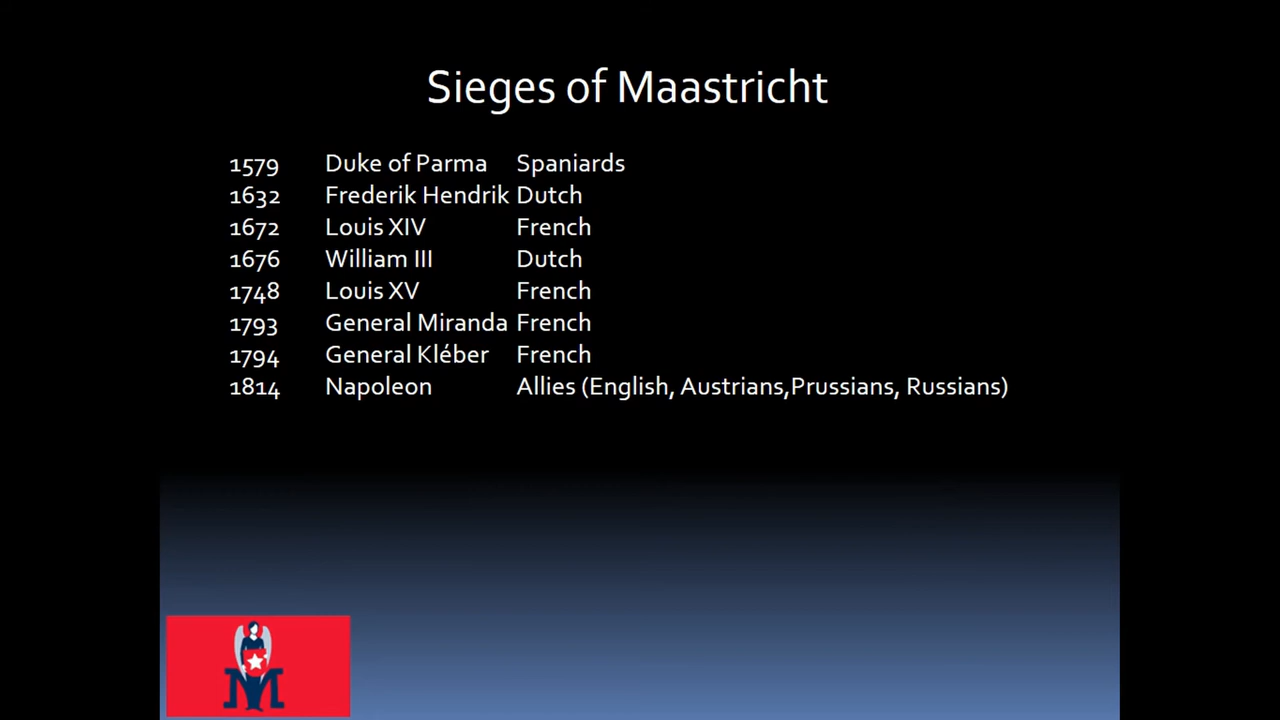 Sieges of Maastricht
1579 Duke of Parma Spaniards
1632 Frederik Hendrik Dutch
1672 Louis XIV French
1676 William III Dutch
1748 Louis XV French
1793 General Miranda French
1794 General Kléber French
1814 Napoleon Allies (English, Austrians,Prussians, Russians)
M